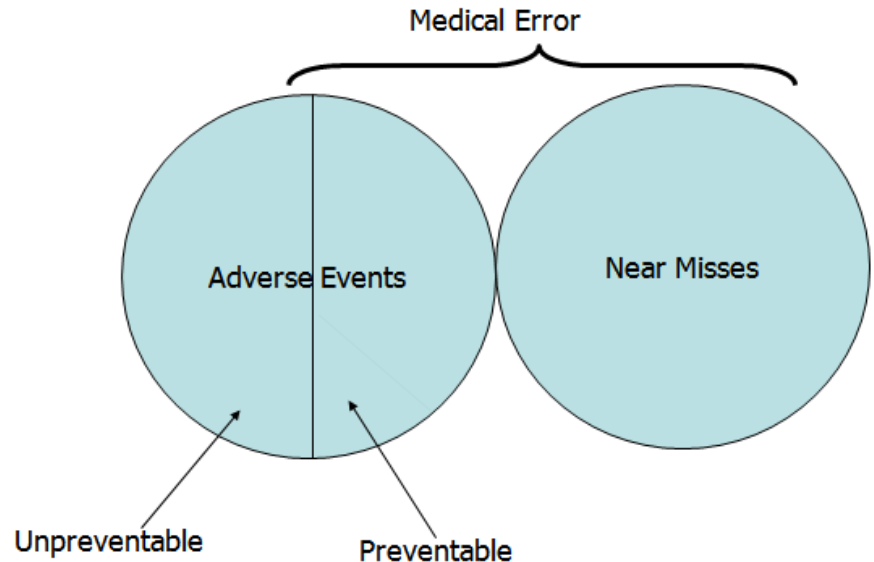 Medical Error
Adverse Events
Near Misses
Unpreventable
Preventable